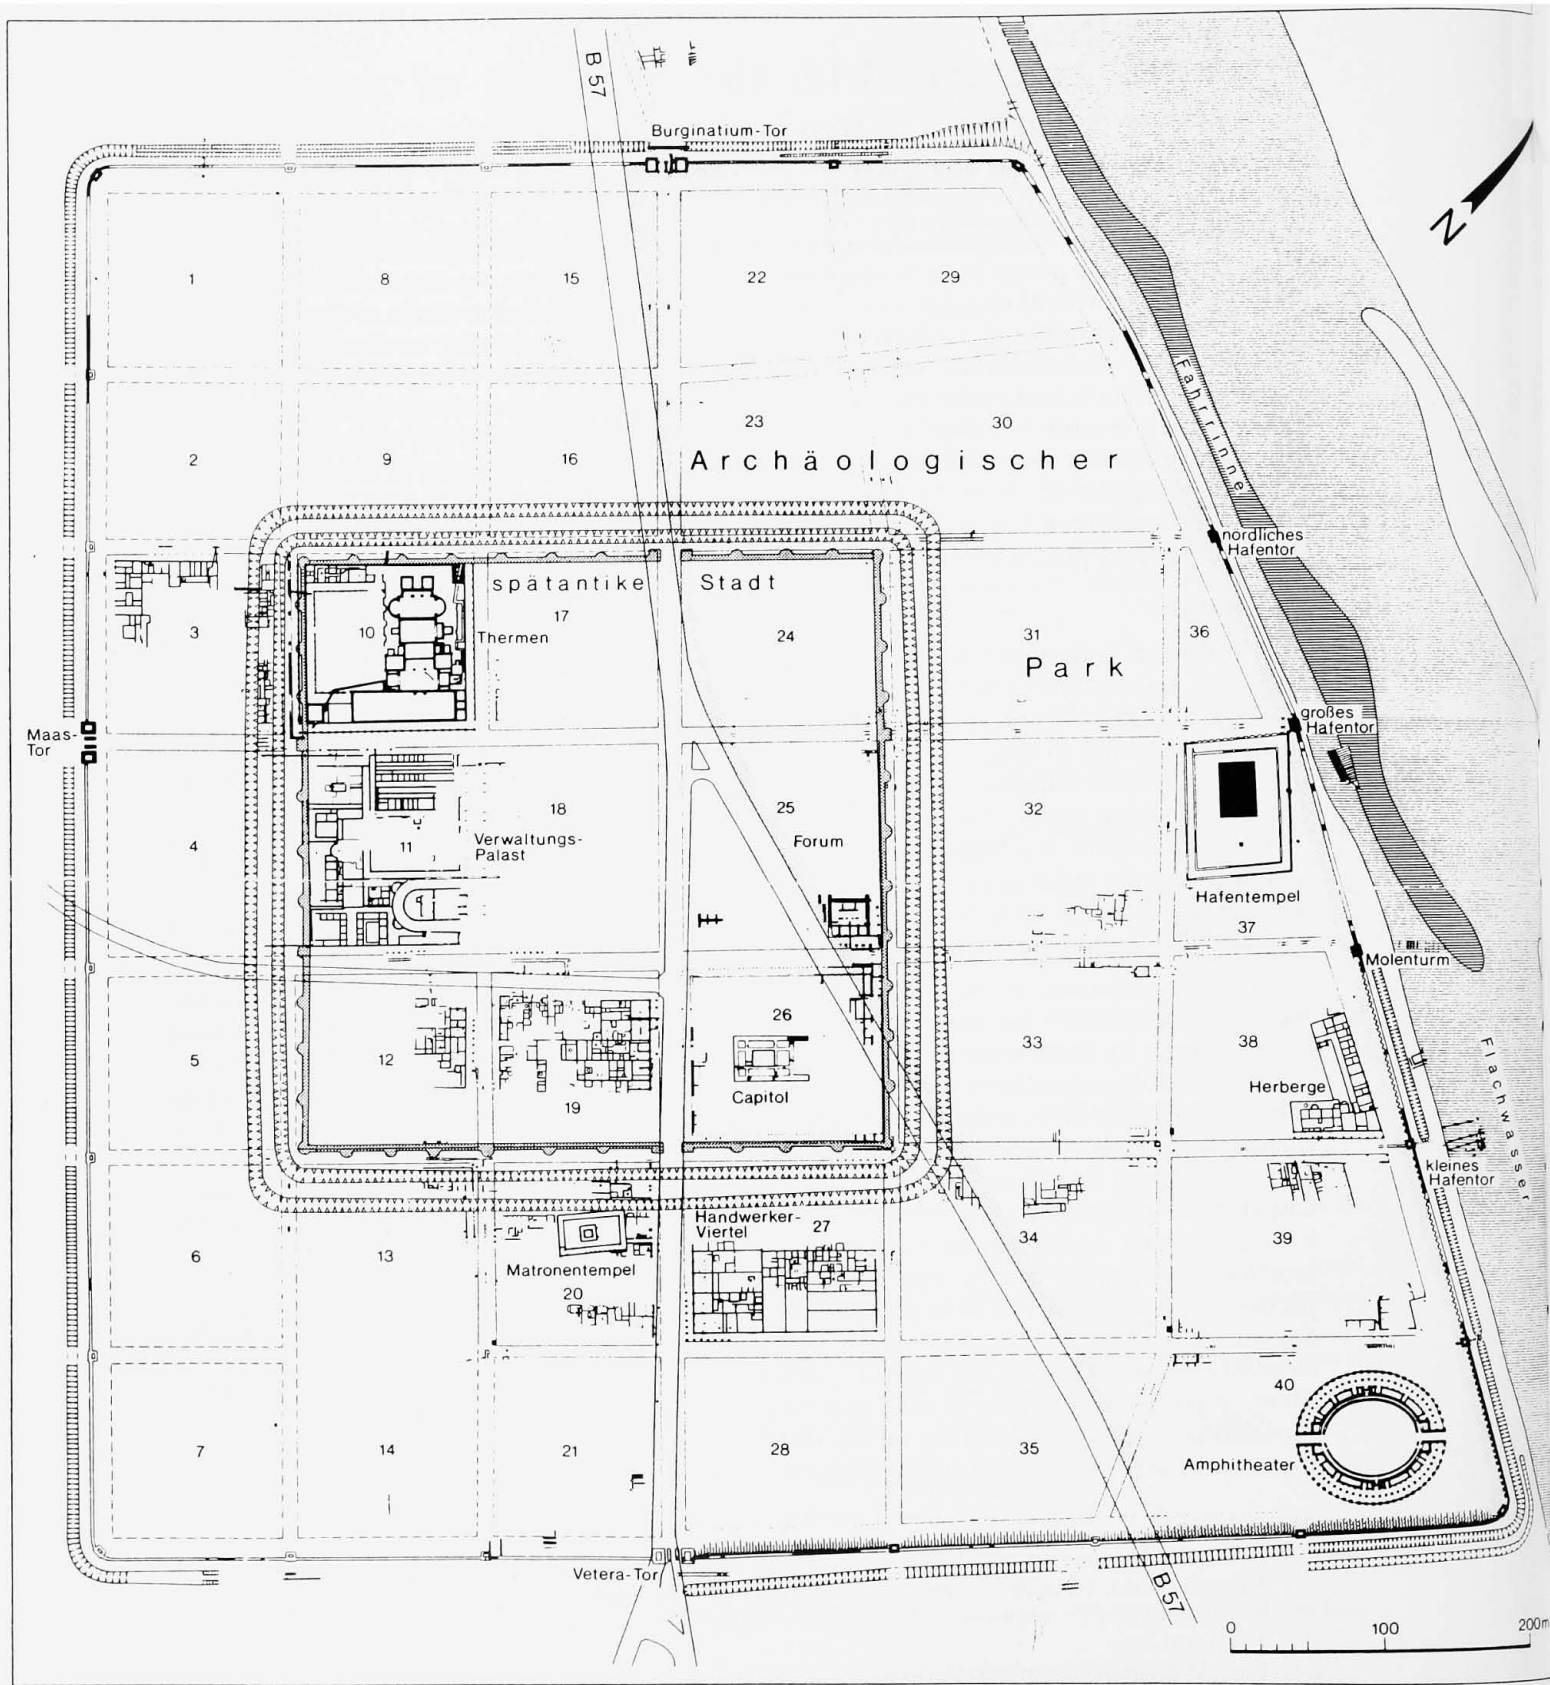 B 57
Burginatium-Tor
N
1
8
15
22
29
Fahrrinne
23
30
2
9
16
Archäologischer
nördliches
Hafentor
spätantike Stadt
3
10
17
24
31
36
Thermen
Park
Maas-
Tor
großes
Hafentor
4
11
18
25
32
Verwaltungs-
Palast
Forum
Hafentempel
37
Molenturm
5
12
26
33
38
Flachwasser
Herberge
Capitol
19
kleines
Hafentor
Handwerker-
Viertel
27
6
13
34
39
Matronentempel
20
40
7
14
21
28
35
Amphitheater
Vetera-Tor
B 57
0 100 200m